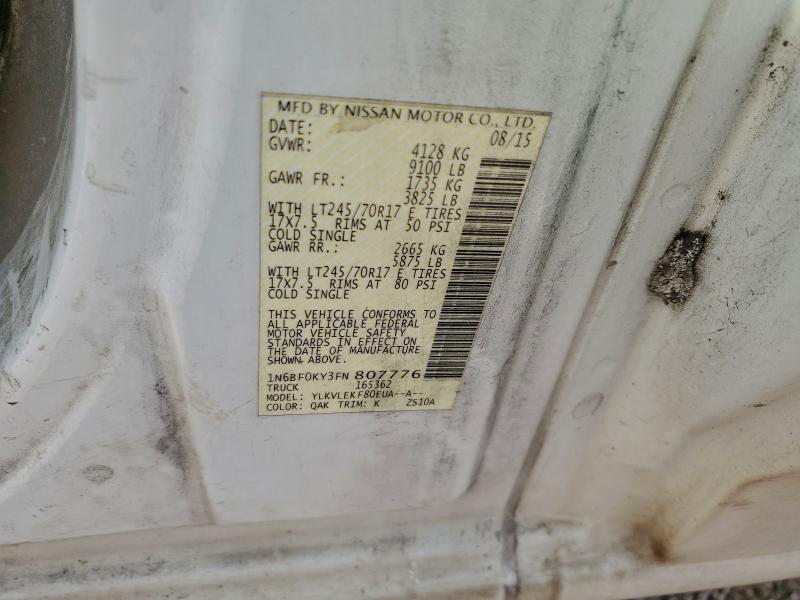 MFD BY NISSAN MOTOR CO., LTD.
DATE: 08/15
GVWR: 4128 KG
9100 LB
GAWR FR.: 1735 KG
3825 LB
WITH LT245/70R17 E TIRES
17X7.5 RIMS AT 50 PSI
COLD SINGLE
GAWR RR.: 2665 KG
5875 LB
WITH LT245/70R17 E TIRES
17X7.5 RIMS AT 80 PSI
COLD SINGLE
THIS VEHICLE CONFORMS TO
ALL APPLICABLE FEDERAL
MOTOR VEHICLE SAFETY
STANDARDS IN EFFECT ON
THE DATE OF MANUFACTURE
SHOWN ABOVE.
1N6BF0KY3FN 807776
TRUCK 165362
MODEL: YLKVLEKF80EUA--A--
COLOR: QAK TRIM: K ZS10A